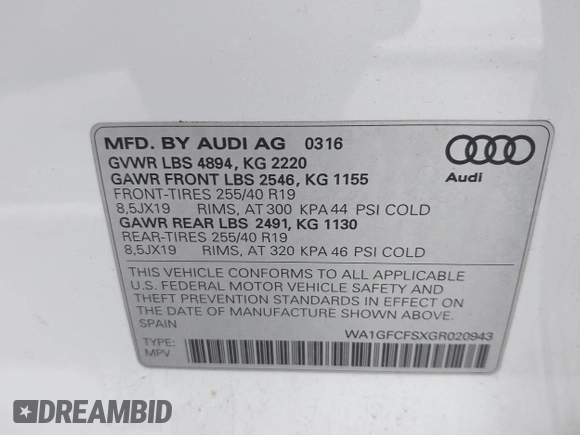 MFD. BY AUDI AG 0316
GVWR LBS 4894, KG 2220
GAWR FRONT LBS 2546, KG 1155
FRONT-TIRES 255/40 R19
8,5JX19 RIMS, AT 300 KPA 44 PSI COLD
GAWR REAR LBS 2491, KG 1130
REAR-TIRES 255/40 R19
8,5JX19 RIMS, AT 320 KPA 46 PSI COLD
Audi
THIS VEHICLE CONFORMS TO ALL APPLICABLE
U.S. FEDERAL MOTOR VEHICLE SAFETY AND
THEFT PREVENTION STANDARDS IN EFFECT ON
THE DATE OF MANUFACTURE SHOWN ABOVE.
SPAIN
WA1GFCFSXGR020943
TYPE:
MPV
DREAMBID